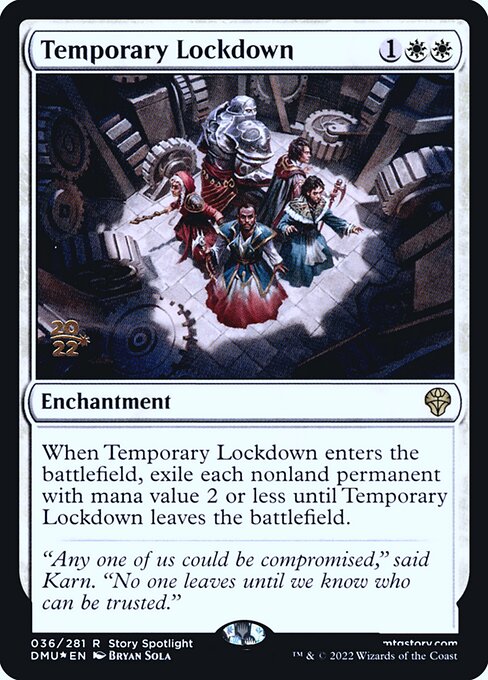 Temporary Lockdown 1
20
22
Enchantment
When Temporary Lockdown enters the
battlefield, exile each nonland permanent
with mana value 2 or less until Temporary
Lockdown leaves the battlefield.
“Any one of us could be compromised,” said
Karn. “No one leaves until we know who
can be trusted.”
036/281 R Story Spotlight mtgstory.com
DMU★EN Bryan Sola ™ & © 2022 Wizards of the Coast